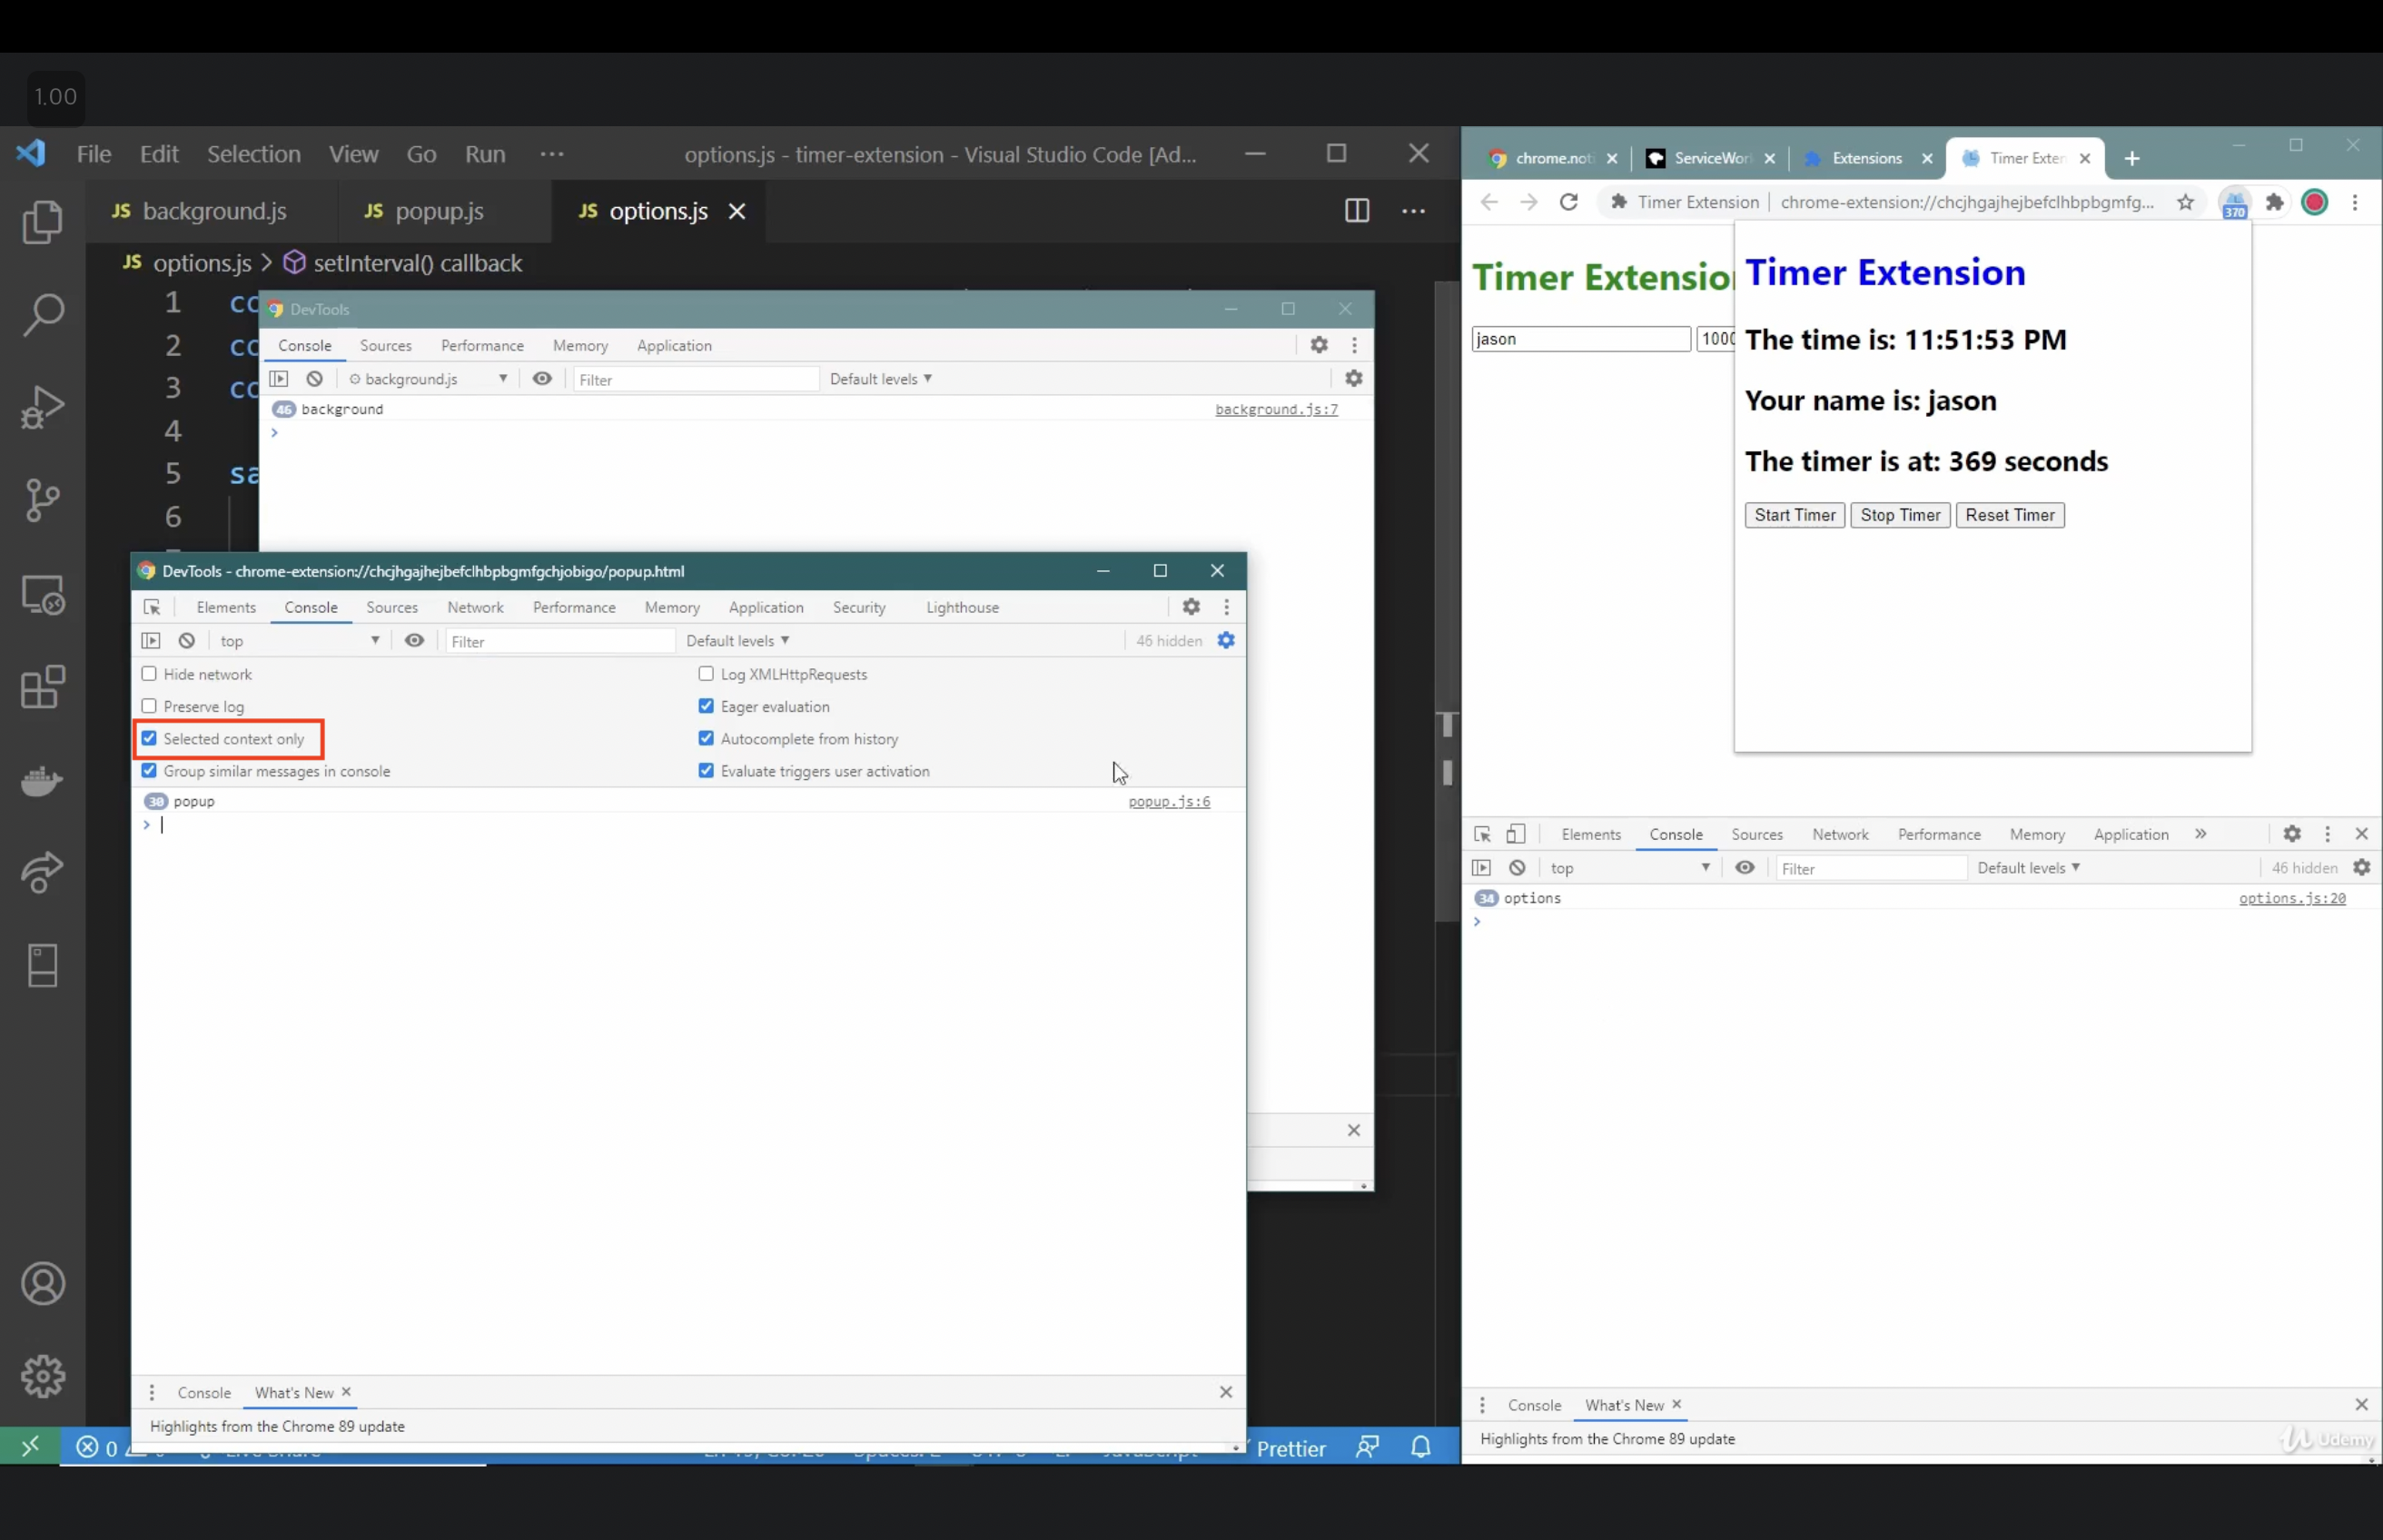 1.00
File Edit Selection View Go Run ··· options.js - timer-extension - Visual Studio Code [Ad...
JS background.js JS popup.js JS options.js
JS options.js > setInterval() callback
1 co
2 co
3 co
4
5 sa
6
DevTools
Console Sources Performance Memory Application
background.js Filter Default levels
46 background background.js:7
DevTools - chrome-extension://chcjhgajhejbefclhbpbgmfgchjobigo/popup.html
Elements Console Sources Network Performance Memory Application Security Lighthouse
top Filter Default levels 46 hidden
Hide network Log XMLHttpRequests
Preserve log Eager evaluation
Selected context only Autocomplete from history
Group similar messages in console Evaluate triggers user activation
30 popup popup.js:6
Console What's New
Highlights from the Chrome 89 update
0
Prettier
chrome.not ServiceWor Extensions Timer Exten
Timer Extension | chrome-extension://chcjhgajhejbefclhbpbgmfg... 370
Timer Extensio
jason 1000
Timer Extension
The time is: 11:51:53 PM
Your name is: jason
The timer is at: 369 seconds
Start Timer Stop Timer Reset Timer
Elements Console Sources Network Performance Memory Application »
top Filter Default levels 46 hidden
34 options options.js:20
Console What's New
Highlights from the Chrome 89 update
Udemy